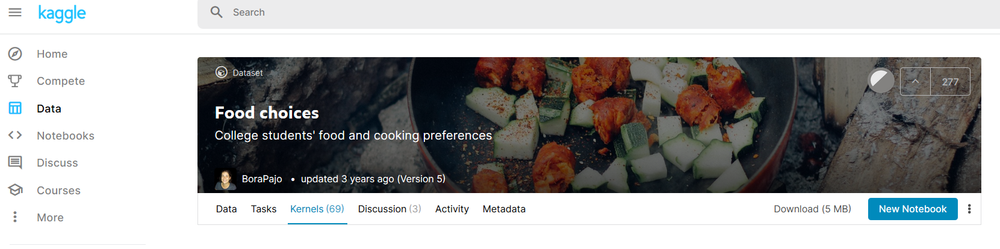 kaggle
Search
Home
Compete
Data
Notebooks
Discuss
Courses
More
Dataset
277
Food choices
College students' food and cooking preferences
BoraPajo • updated 3 years ago (Version 5)
Data Tasks Kernels (69) Discussion (3) Activity Metadata Download (5 MB) New Notebook